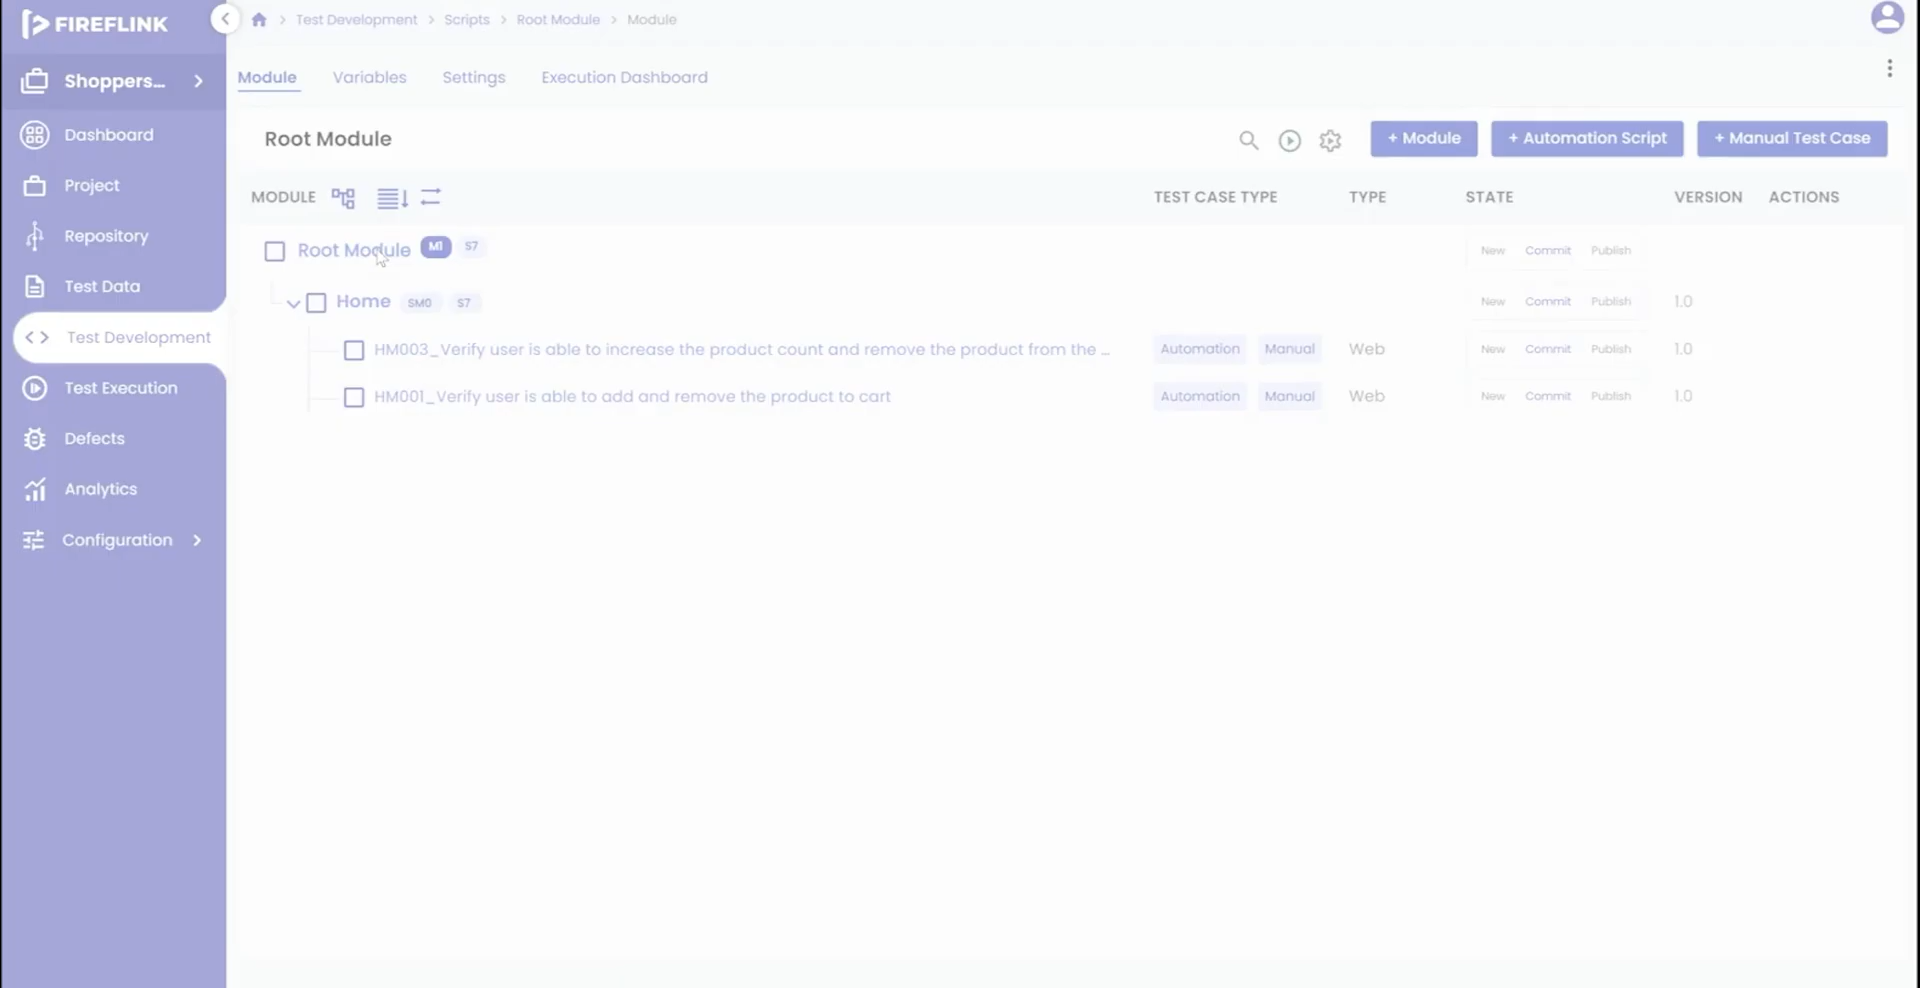 FIREFLINK
Test Development > Scripts > Root Module > Module
Shoppers...
Module Variables Settings Execution Dashboard
Dashboard
Project
Repository
Test Data
Test Development
Test Execution
Defects
Analytics
Configuration
Root Module
+ Module + Automation Script + Manual Test Case
MODULE TEST CASE TYPE TYPE STATE VERSION ACTIONS
Root Module M1 S7 New Commit Publish
Home SM0 S7 New Commit Publish 1.0
HM003_Verify user is able to increase the product count and remove the product from the ... Automation Manual Web New Commit Publish 1.0
HM001_Verify user is able to add and remove the product to cart Automation Manual Web New Commit Publish 1.0